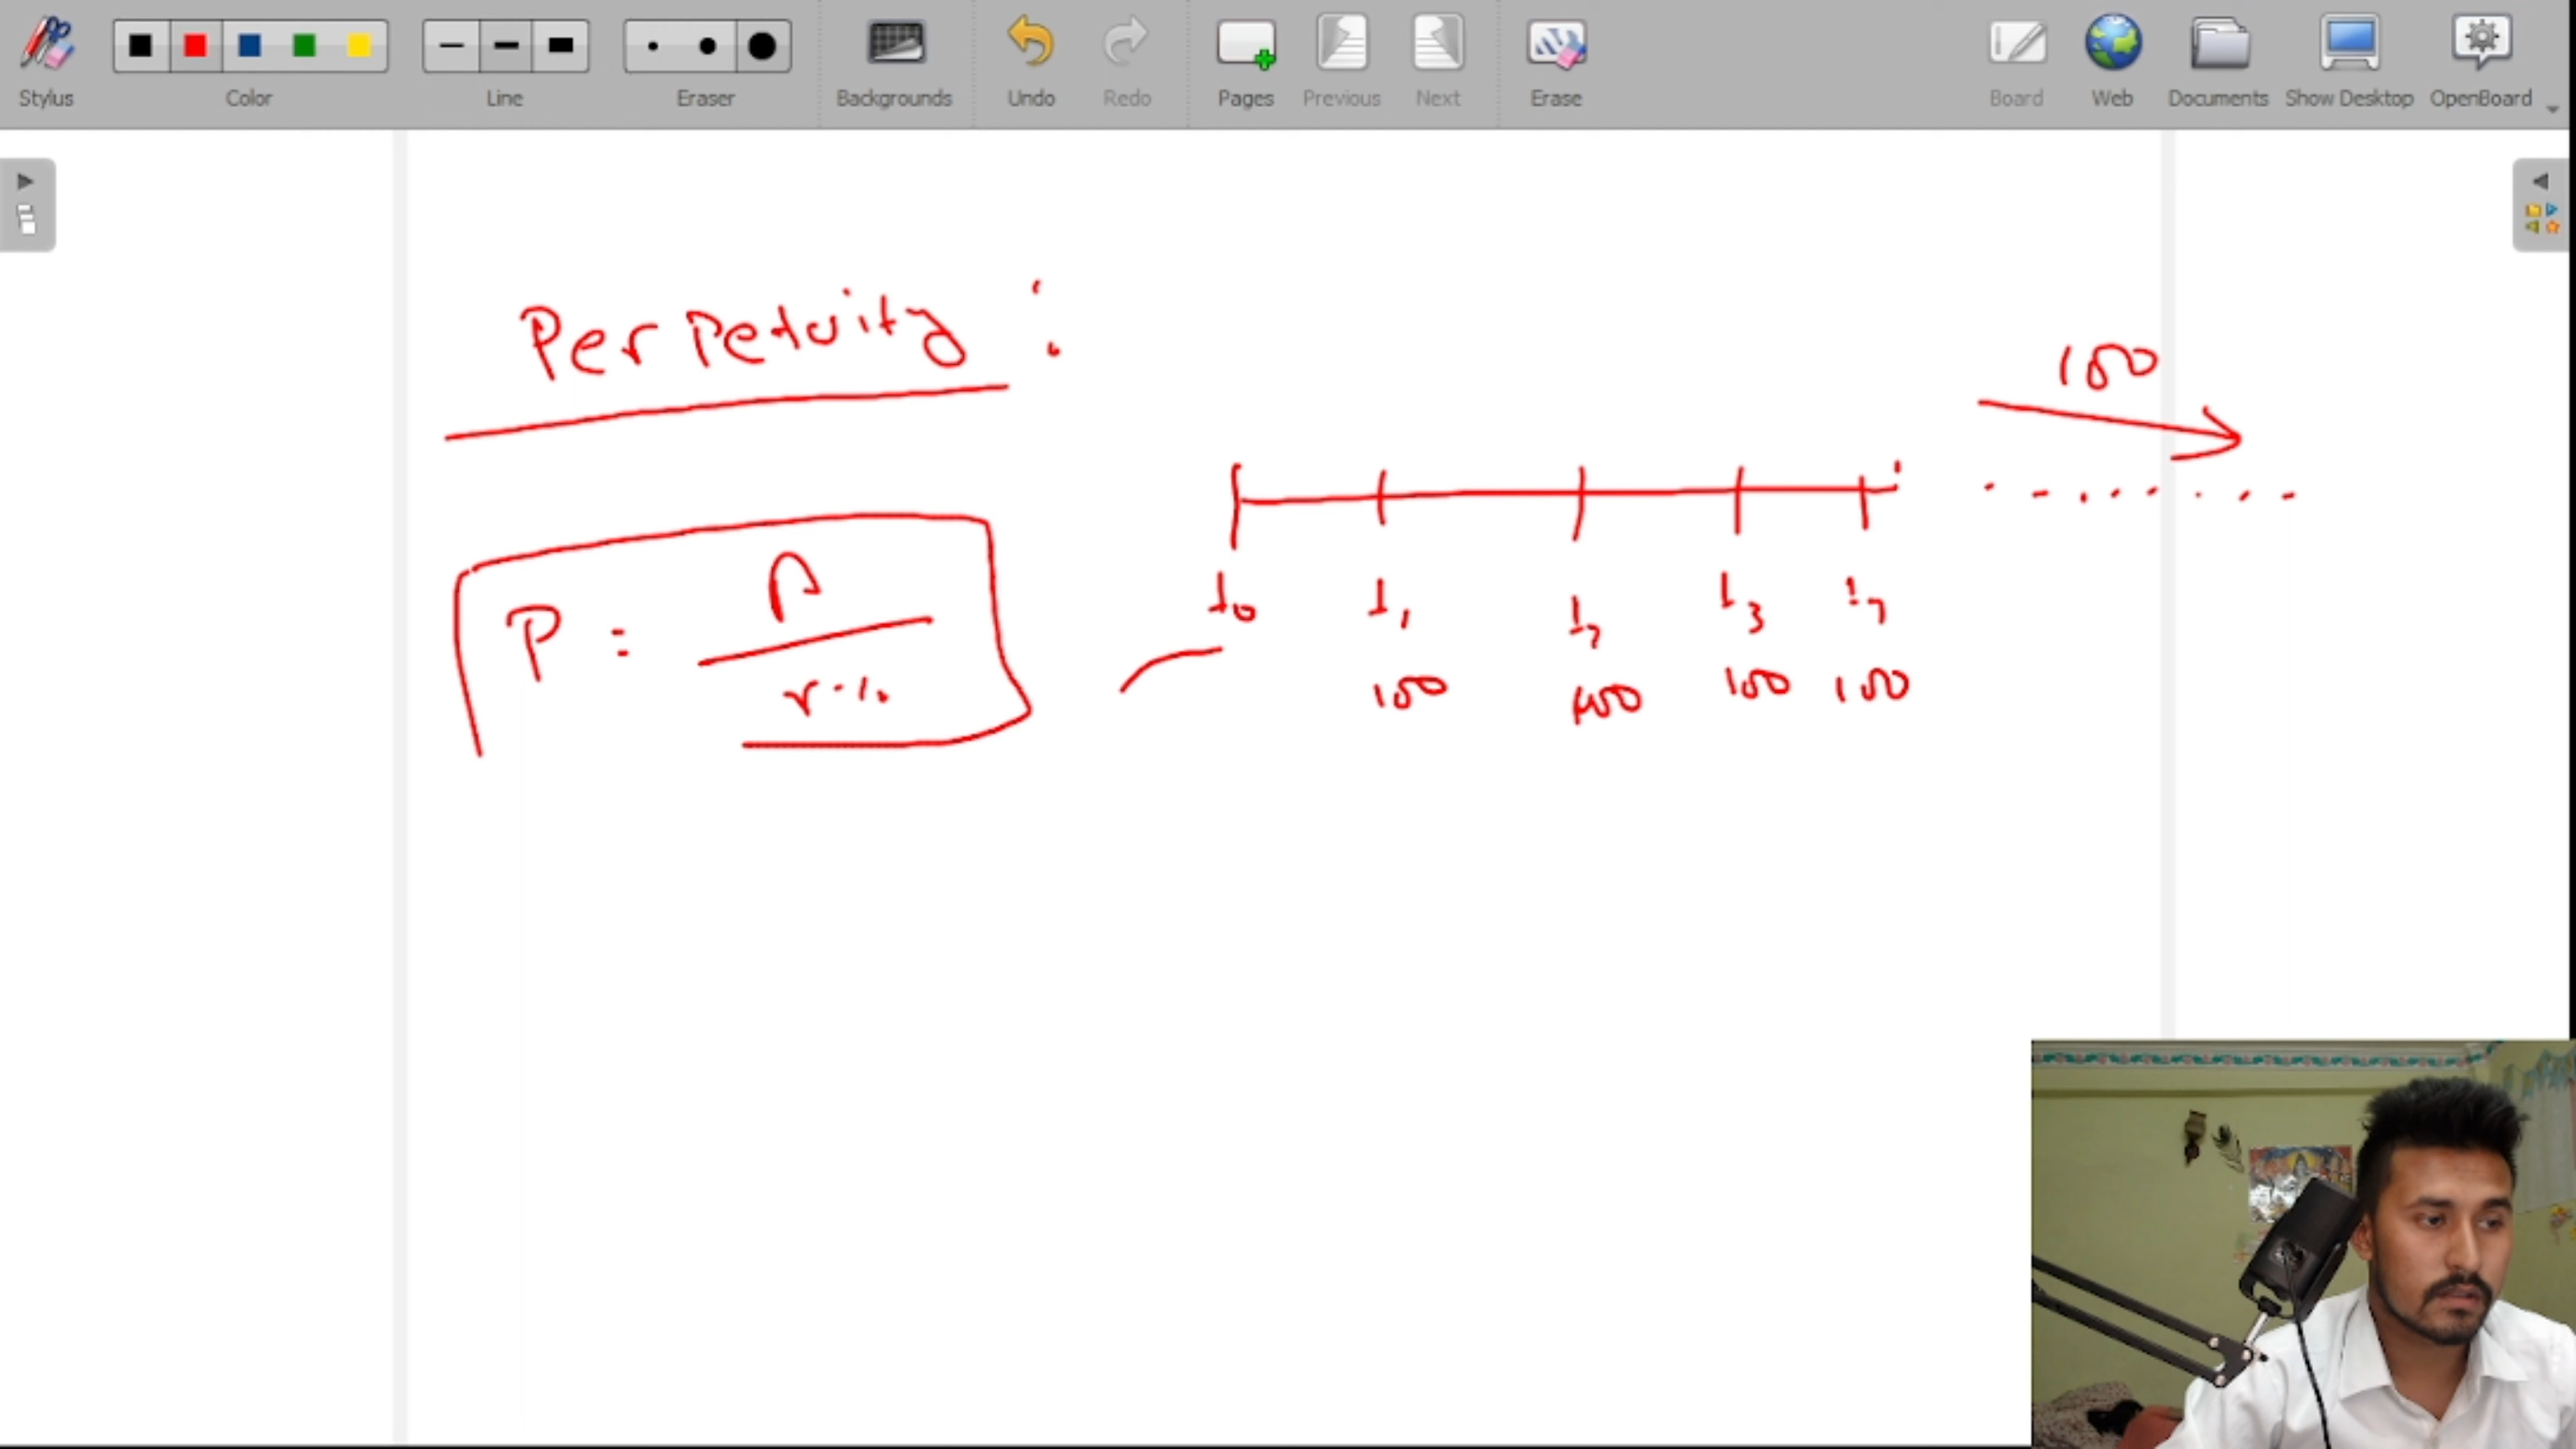 Stylus Color Line Eraser Backgrounds Undo Redo Pages Previous Next Erase Board Web Documents Show Desktop OpenBoard
Perpetuity :
100
P = A
r%
t0 t1 t2 t3
100 100 100 100